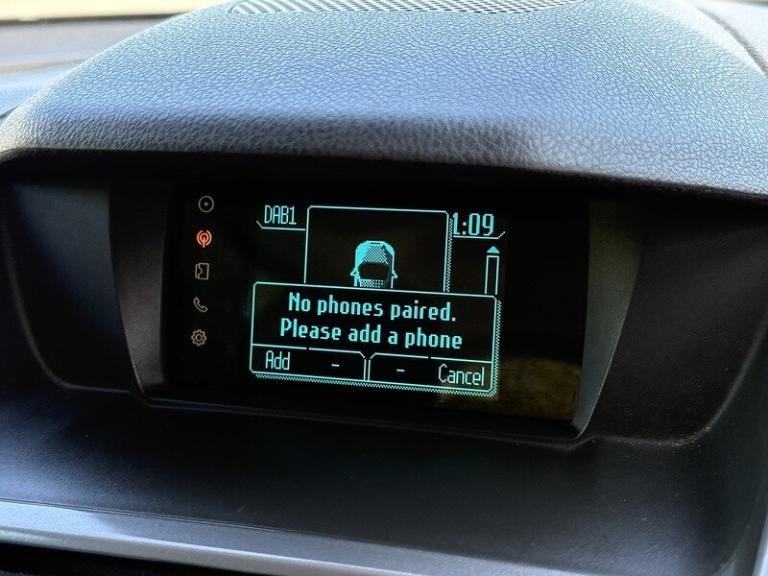 DAB1
1:09
No phones paired.
Please add a phone
Add - - Cancel